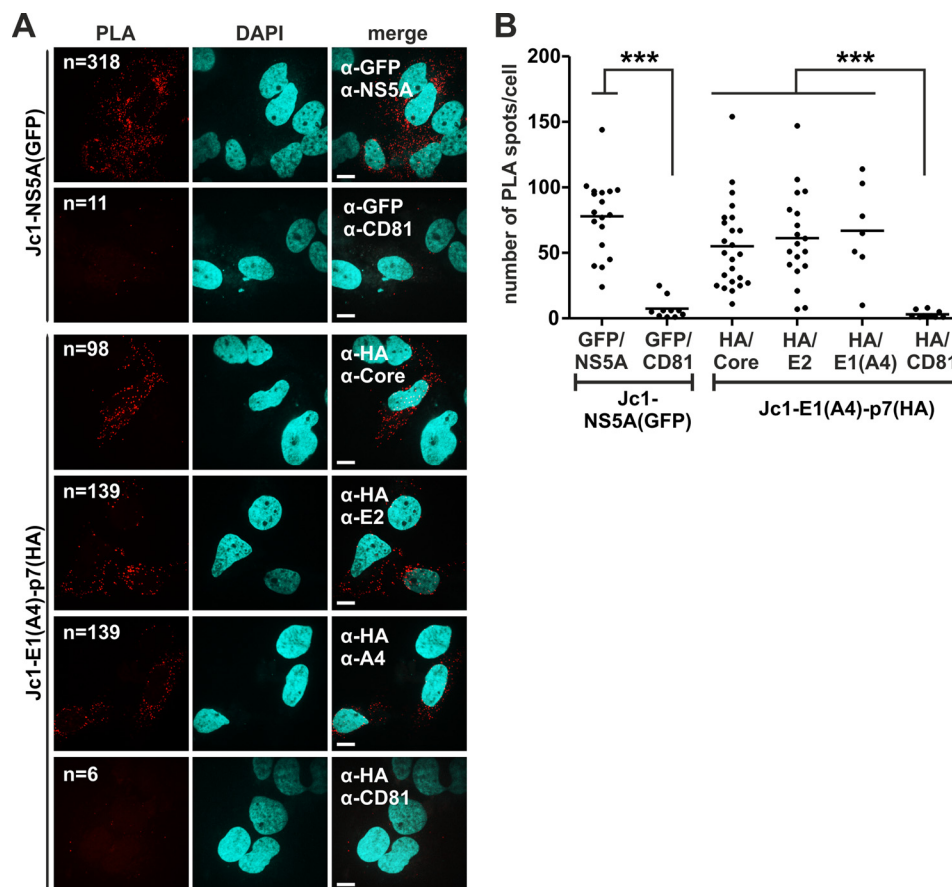 A
PLA DAPI merge
Jc1-NS5A(GFP)
n=318
α-GFP
α-NS5A
n=11
α-GFP
α-CD81
Jc1-E1(A4)-p7(HA)
n=98
α-HA
α-Core
n=139
α-HA
α-E2
n=139
α-HA
α-A4
n=6
α-HA
α-CD81
B
number of PLA spots/cell
200
150
100
50
0
*** ***
GFP/ GFP/ HA/ HA/ HA/ HA/
NS5A CD81 Core E2 E1(A4) CD81
Jc1- Jc1-E1(A4)-p7(HA)
NS5A(GFP)